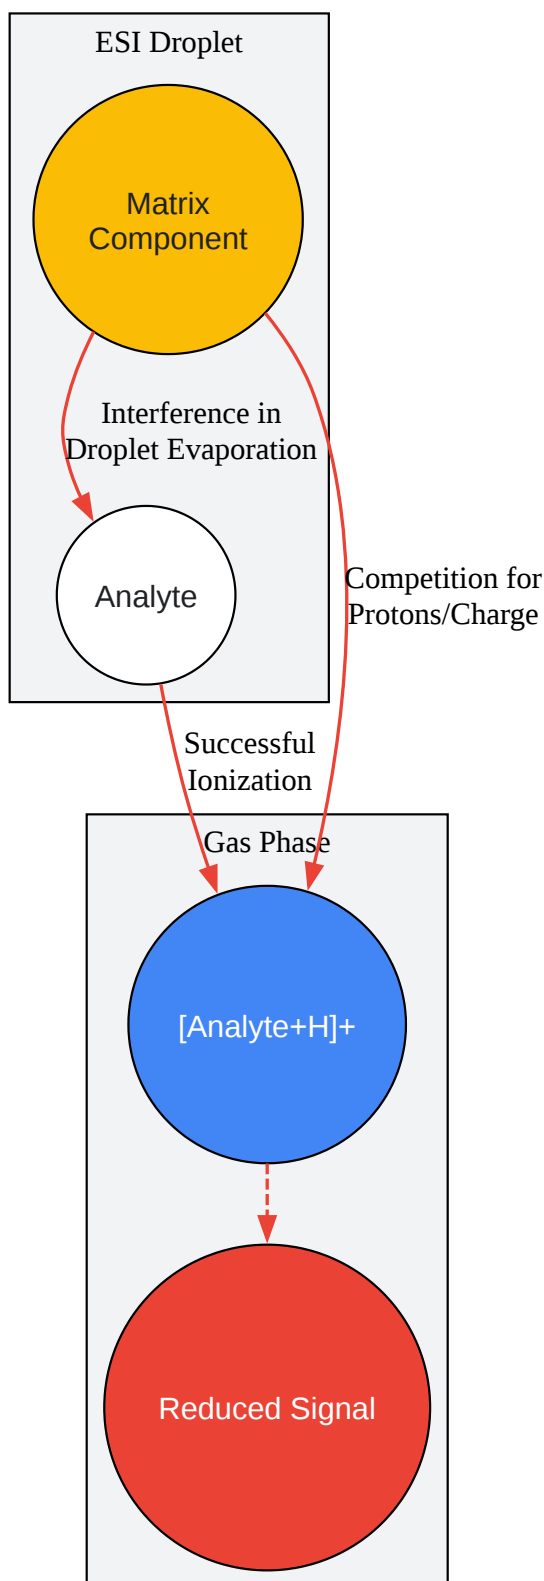 ESI Droplet
Matrix
Component
Interference in
Droplet Evaporation
Analyte
Competition for
Protons/Charge
Successful
Ionization
Gas Phase
[Analyte+H]+
Reduced Signal